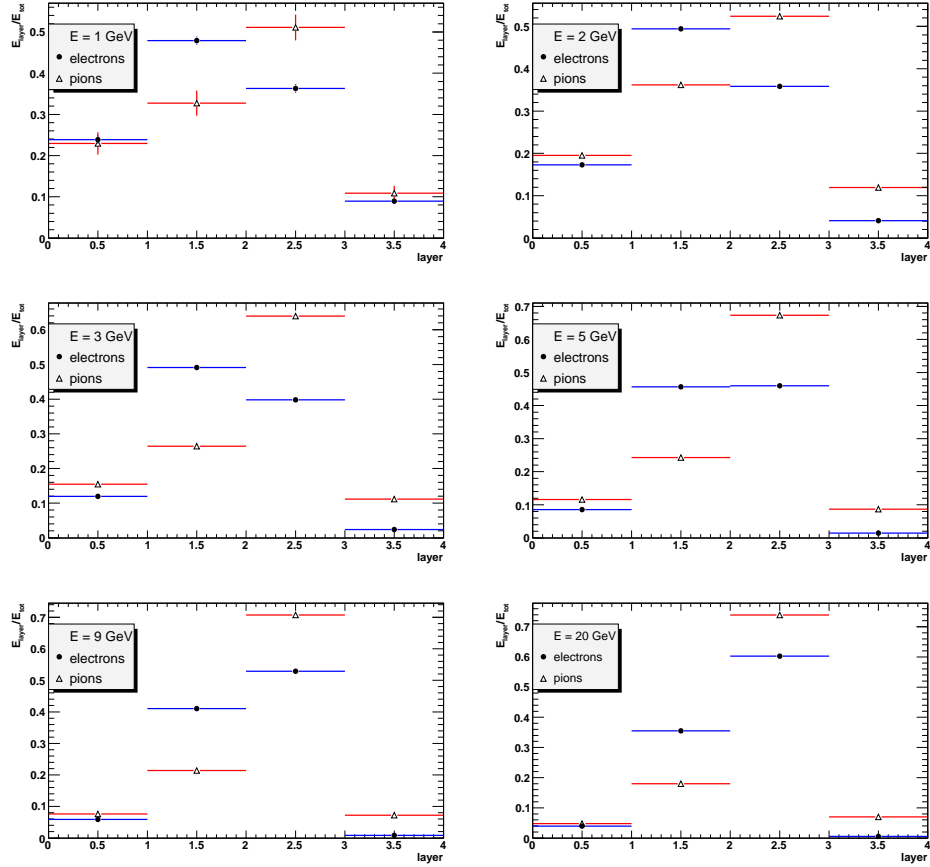 E_layer/E_tot
E = 1 GeV
electrons
pions
0.5
0.4
0.3
0.2
0.1
0
0 0.5 1 1.5 2 2.5 3 3.5 4
layer
E_layer/E_tot
E = 2 GeV
electrons
pions
0.5
0.4
0.3
0.2
0.1
0
0 0.5 1 1.5 2 2.5 3 3.5 4
layer
E_layer/E_tot
E = 3 GeV
electrons
pions
0.6
0.5
0.4
0.3
0.2
0.1
0
0 0.5 1 1.5 2 2.5 3 3.5 4
layer
E_layer/E_tot
E = 5 GeV
electrons
pions
0.7
0.6
0.5
0.4
0.3
0.2
0.1
0
0 0.5 1 1.5 2 2.5 3 3.5 4
layer
E_layer/E_tot
E = 9 GeV
electrons
pions
0.7
0.6
0.5
0.4
0.3
0.2
0.1
0
0 0.5 1 1.5 2 2.5 3 3.5 4
layer
E_layer/E_tot
E = 20 GeV
electrons
pions
0.7
0.6
0.5
0.4
0.3
0.2
0.1
0
0 0.5 1 1.5 2 2.5 3 3.5 4
layer